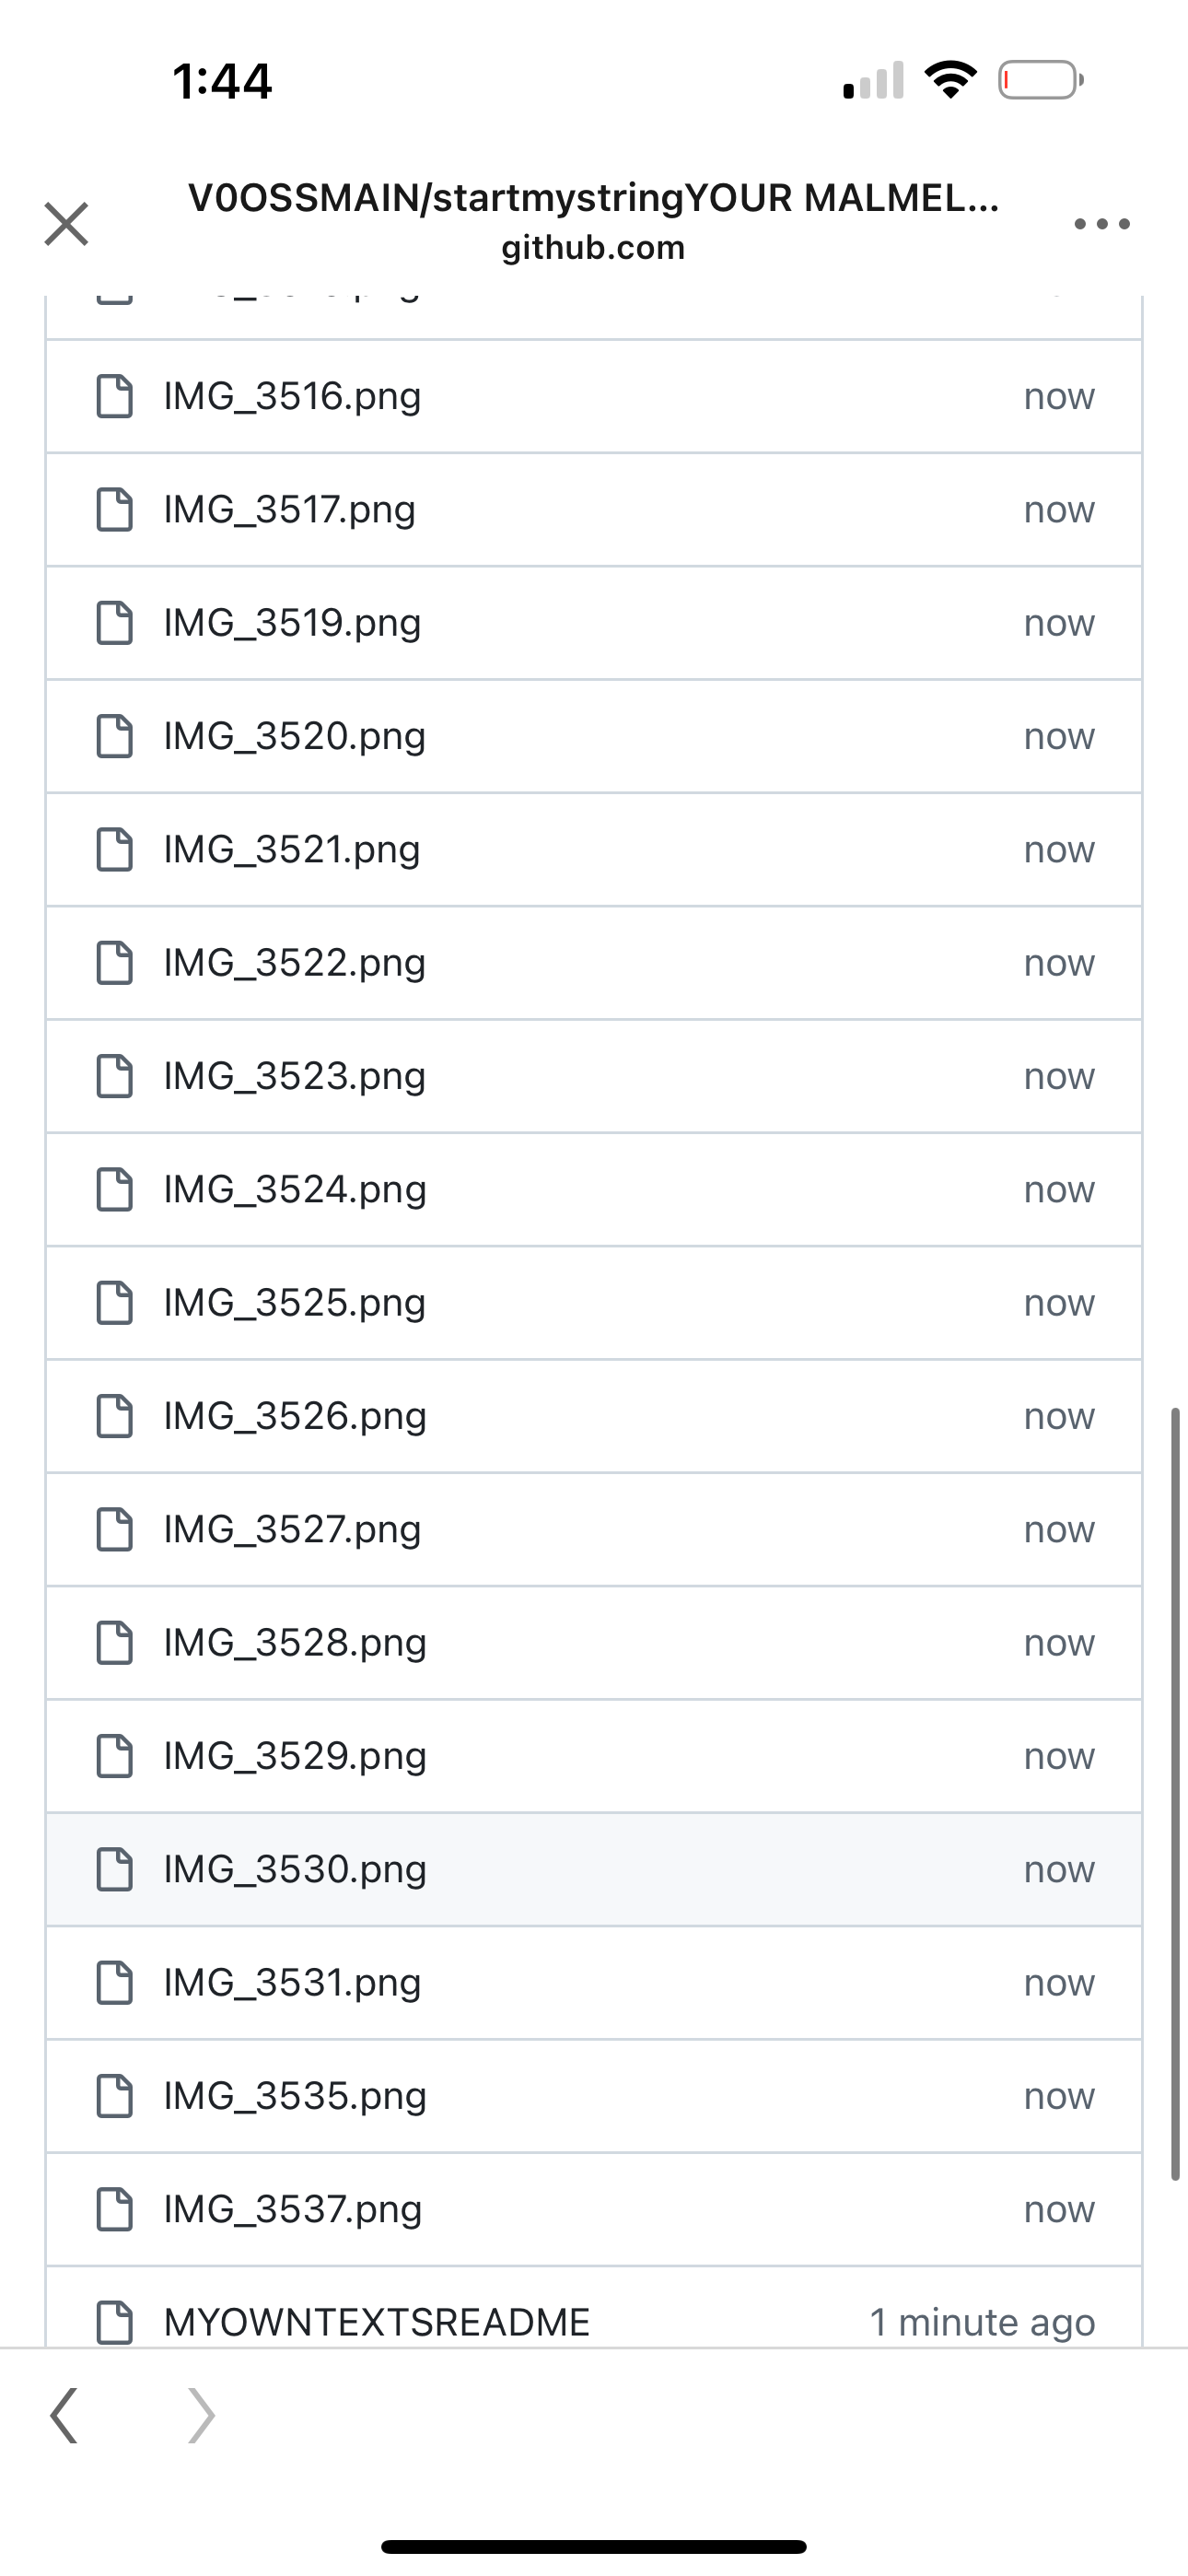 1:44
V0OSSMAIN/startmystringYOUR MALMEL...
github.com
IMG_3516.png now
IMG_3517.png now
IMG_3519.png now
IMG_3520.png now
IMG_3521.png now
IMG_3522.png now
IMG_3523.png now
IMG_3524.png now
IMG_3525.png now
IMG_3526.png now
IMG_3527.png now
IMG_3528.png now
IMG_3529.png now
IMG_3530.png now
IMG_3531.png now
IMG_3535.png now
IMG_3537.png now
MYOWNTEXTSREADME 1 minute ago